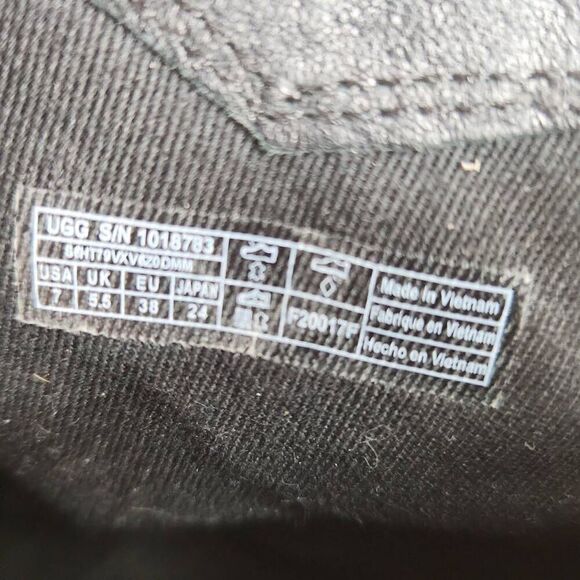 UGG S/N 1018783
S6HT79VXV620DMM
USA UK EU JAPAN
7 5.5 38 24
F20017F
Made in Vietnam
Fabriqué en Vietnam
Hecho en Vietnam